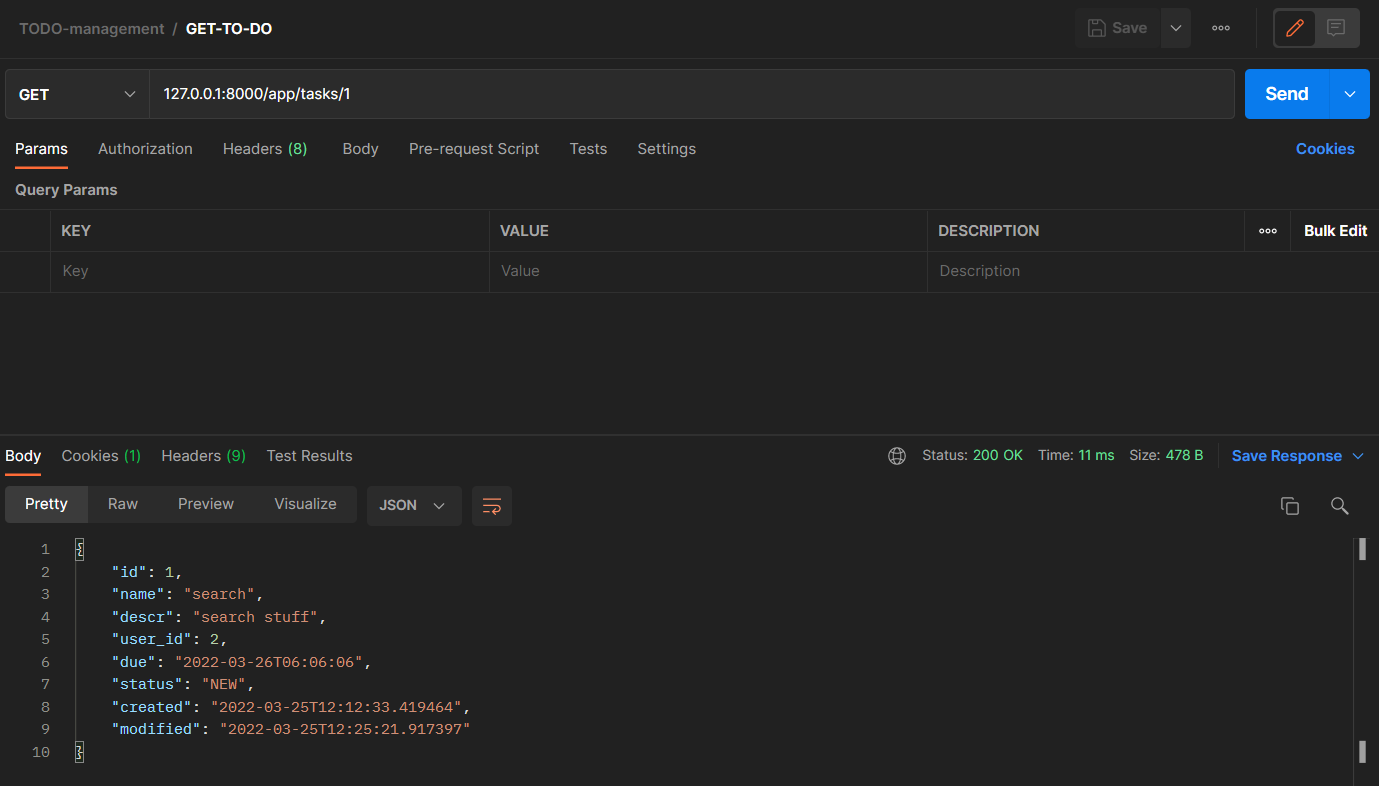 TODO-management / GET-TO-DO
Save
GET
127.0.0.1:8000/app/tasks/1
Send
Params Authorization Headers (8) Body Pre-request Script Tests Settings Cookies
Query Params
KEY VALUE DESCRIPTION Bulk Edit
Key Value Description
Body Cookies (1) Headers (9) Test Results Status: 200 OK Time: 11 ms Size: 478 B Save Response
Pretty Raw Preview Visualize JSON
1 {
2 "id": 1,
3 "name": "search",
4 "descr": "search stuff",
5 "user_id": 2,
6 "due": "2022-03-26T06:06:06",
7 "status": "NEW",
8 "created": "2022-03-25T12:12:33.419464",
9 "modified": "2022-03-25T12:25:21.917397"
10 }